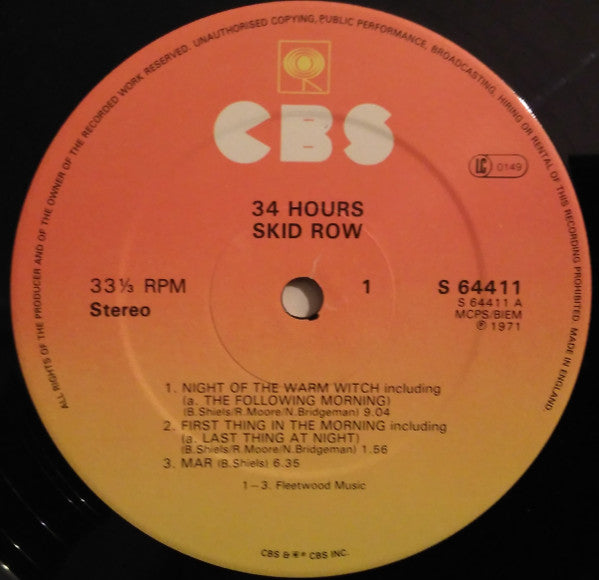 ALL RIGHTS OF THE PRODUCER AND OF THE OWNER OF THE RECORDED WORK RESERVED. UNAUTHORISED COPYING, PUBLIC PERFORMANCE, BROADCASTING, HIRING OR RENTAL OF THIS RECORDING PROHIBITED. MADE IN ENGLAND.
CBS
LC 0149
34 HOURS
SKID ROW
33⅓ RPM
Stereo
1
S 64411
S 64411 A
MCPS/BIEM
℗ 1971
1. NIGHT OF THE WARM WITCH including
(a. THE FOLLOWING MORNING)
(B.Shiels/R.Moore/N.Bridgeman) 9.04
2. FIRST THING IN THE MORNING including
(a. LAST THING AT NIGHT)
(B.Shiels/R.Moore/N.Bridgeman) 1.56
3. MAR (B.Shiels) 6.35
1–3. Fleetwood Music
CBS & ® CBS INC.